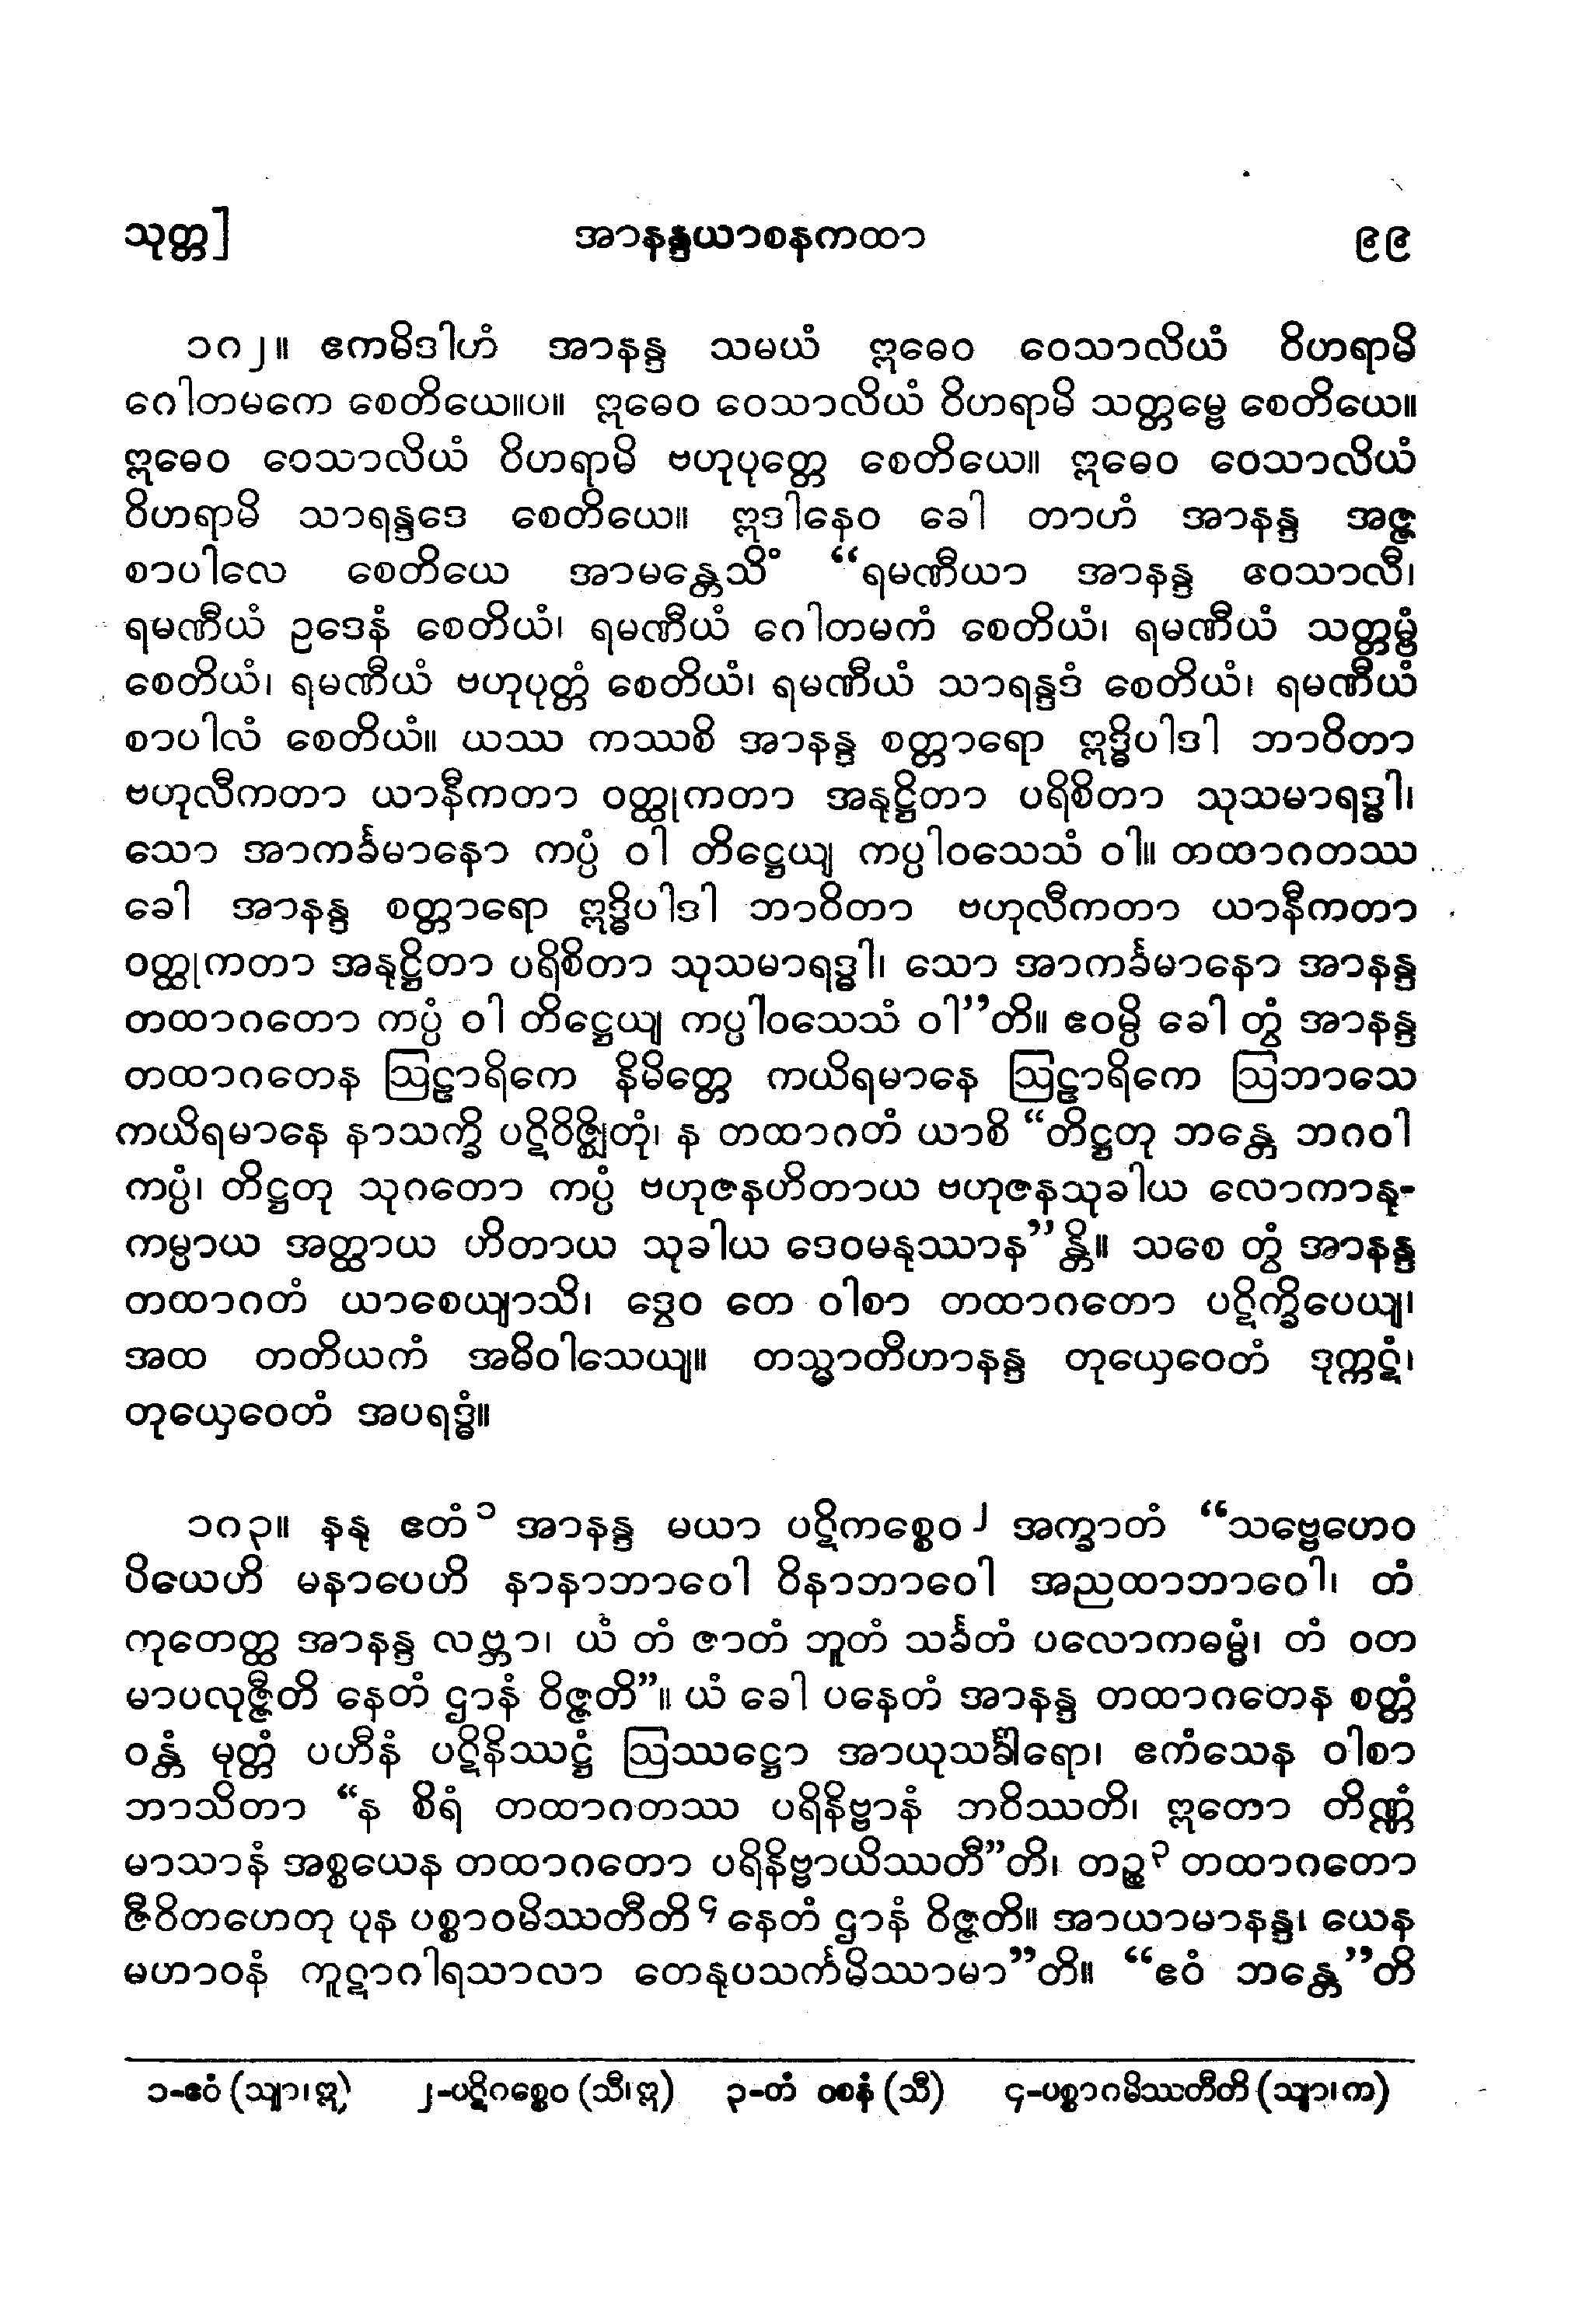 သုတ္တ] အာနန္ဒယာစနကထာ ၉၉
၁ဂ၂။ ဧကမိဒါဟံ အာနန္ဒ သမယံ ဣဓေဝ ဝေသာလိယံ ဝိဟရာမိ
ဂေါတမကေ စေတိယေ။ပ။ ဣဓေဝ ဝေသာလိယံ ဝိဟရာမိ သတ္တမ္ဗေ စေတိယေ။
ဣဓေဝ ဝေသာလိယံ ဝိဟရာမိ ဗဟုပုတ္တေ စေတိယေ။ ဣဓေဝ ဝေသာလိယံ
ဝိဟရာမိ သာရန္ဒဒေ စေတိယေ။ ဣဒါနေဝ ခေါ တာဟံ အာနန္ဒ အဇ္ဇ
စာပါလေ စေတိယေ အာမန္တေသိံ “ရမဏီယာ အာနန္ဒ ဝေသာလီ၊
ရမဏီယံ ဥဒေနံ စေတိယံ၊ ရမဏီယံ ဂေါတမကံ စေတိယံ၊ ရမဏီယံ သတ္တမ္ဗံ
စေတိယံ၊ ရမဏီယံ ဗဟုပုတ္တံ စေတိယံ၊ ရမဏီယံ သာရန္ဒဒံ စေတိယံ၊ ရမဏီယံ
စာပါလံ စေတိယံ။ ယဿ ကဿစိ အာနန္ဒ စတ္တာရော ဣဒ္ဓိပါဒါ ဘာဝိတာ
ဗဟုလီကတာ ယာနီကတာ ဝတ္ထုကတာ အနုဋ္ဌိတာ ပရိစိတာ သုသမာရဒ္ဓါ၊
သော အာကင်္ခမာနော ကပ္ပံ ဝါ တိဋ္ဌေယျ ကပ္ပါဝသေသံ ဝါ။ တထာဂတဿ
ခေါ အာနန္ဒ စတ္တာရော ဣဒ္ဓိပါဒါ ဘာဝိတာ ဗဟုလီကတာ ယာနီကတာ
ဝတ္ထုကတာ အနုဋ္ဌိတာ ပရိစိတာ သုသမာရဒ္ဓါ၊ သော အာကင်္ခမာနော အာနန္ဒ
တထာဂတော ကပ္ပံ ဝါ တိဋ္ဌေယျ ကပ္ပါဝသေသံ ဝါ”တိ။ ဧဝမ္ပိ ခေါ တွံ အာနန္ဒ
တထာဂတေန ဩဠာရိကေ နိမိတ္တေ ကယိရမာနေ ဩဠာရိကေ ဩဘာသေ
ကယိရမာနေ နာသက္ခိ ပဋိဝိဇ္ဈိတုံ၊ န တထာဂတံ ယာစိ “တိဋ္ဌတု ဘန္တေ ဘဂဝါ
ကပ္ပံ၊ တိဋ္ဌတု သုဂတော ကပ္ပံ ဗဟုဇနဟိတာယ ဗဟုဇနသုခါယ လောကာနု-
ကမ္ပာယ အတ္ထာယ ဟိတာယ သုခါယ ဒေဝမနုဿာန”န္တိ။ သစေ တွံ အာနန္ဒ
တထာဂတံ ယာစေယျာသိ၊ ဒွေဝ တေ ဝါစာ တထာဂတော ပဋိက္ခိပေယျ၊
အထ တတိယကံ အဓိဝါသေယျ။ တသ္မာတိဟာနန္ဒ တုယှေဝေတံ ဒုက္ကဋံ၊
တုယှေဝေတံ အပရဒ္ဓံ။
၁ဂ၃။ နနု ဧတံ၁ အာနန္ဒ မယာ ပဋိကစ္စေဝ၂ အက္ခာတံ “သဗ္ဗေဟေဝ
ပိယေဟိ မနာပေဟိ နာနာဘာဝေါ ဝိနာဘာဝေါ အညထာဘာဝေါ၊ တံ
ကုတေတ္ထ အာနန္ဒ လဗ္ဘာ၊ ယံ တံ ဇာတံ ဘူတံ သင်္ခတံ ပလောကဓမ္မံ၊ တံ ဝတ
မာပလုဇ္ဇီတိ နေတံ ဌာနံ ဝိဇ္ဇတိ”။ ယံ ခေါ ပနေတံ အာနန္ဒ တထာဂတေန စတ္တံ
ဝန္တံ မုတ္တံ ပဟီနံ ပဋိနိဿဋ္ဌံ ဩဿဋ္ဌော အာယုသင်္ခါရော၊ ဧကံသေန ဝါစာ
ဘာသိတာ “န စိရံ တထာဂတဿ ပရိနိဗ္ဗာနံ ဘဝိဿတိ၊ ဣတော တိဏ္ဏံ
မာသာနံ အစ္စယေန တထာဂတော ပရိနိဗ္ဗာယိဿတီ”တိ၊ တဉ္စ၃ တထာဂတော
ဇီဝိတဟေတု ပုန ပစ္စာဝမိဿတီတိ၄ နေတံ ဌာနံ ဝိဇ္ဇတိ။ အာယာမာနန္ဒ၊ ယေန
မဟာဝနံ ကူဋာဂါရသာလာ တေနုပသင်္ကမိဿာမာ”တိ။ “ဧဝံ ဘန္တေ”တိ
၁-ဧဝံ (သျာ၊ဣ) ၂-ပဋိဂစ္စေဝ (သီ၊ဣ) ၃-တံ ဝစနံ (သီ) ၄-ပစ္စာဂမိဿတီတိ (သျာ၊က)